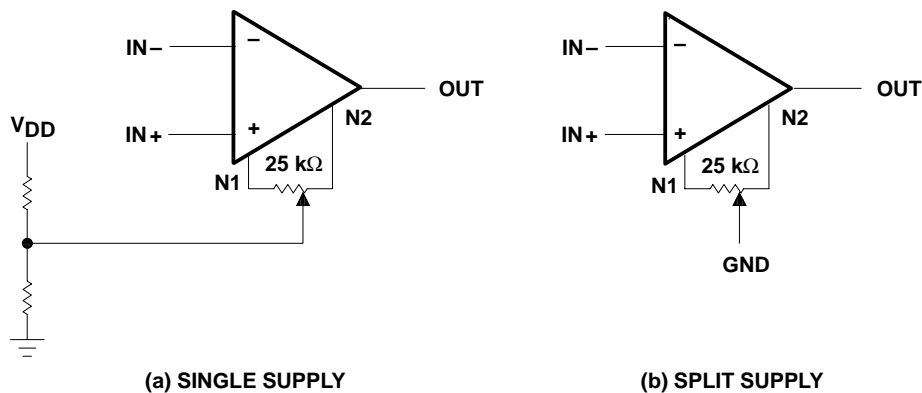 IN−
−
OUT
VDD
IN+
+
N2
25 kΩ
N1
(a) SINGLE SUPPLY
IN−
−
OUT
IN+
+
N2
25 kΩ
N1
GND
(b) SPLIT SUPPLY